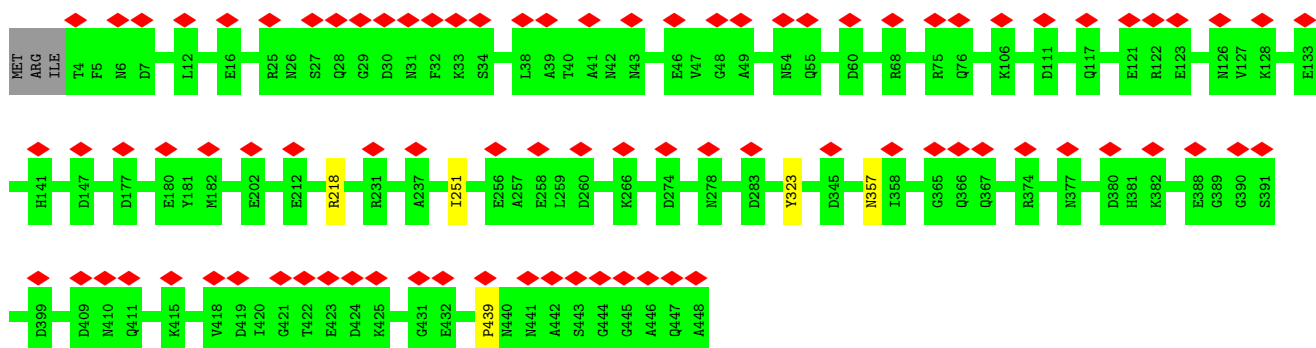 MET ARG ILE T4 F5 N6 D7 L12 E16 R25 N26 S27 Q28 G29 D30 N31 F32 K33 S34 L38 A39 T40 A41 N42 N43 E46 V47 G48 A49 N54 Q55 D60 R68 R75 Q76 K106 D111 Q117 E121 R122 E123 N126 V127 K128 E133
H141 D147 D177 E180 Y181 M182 E202 E212 R218 R231 A237 I251 E256 A257 E258 L259 D260 K266 D274 N278 D283 Y323 D345 N357 I358 G365 Q366 Q367 R374 N377 D380 H381 K382 E388 G389 G390 S391
D399 D409 N410 Q411 K415 V418 D419 I420 G421 T422 E423 D424 K425 G431 E432 P439 N440 N441 A442 S443 G444 G445 A446 Q447 A448